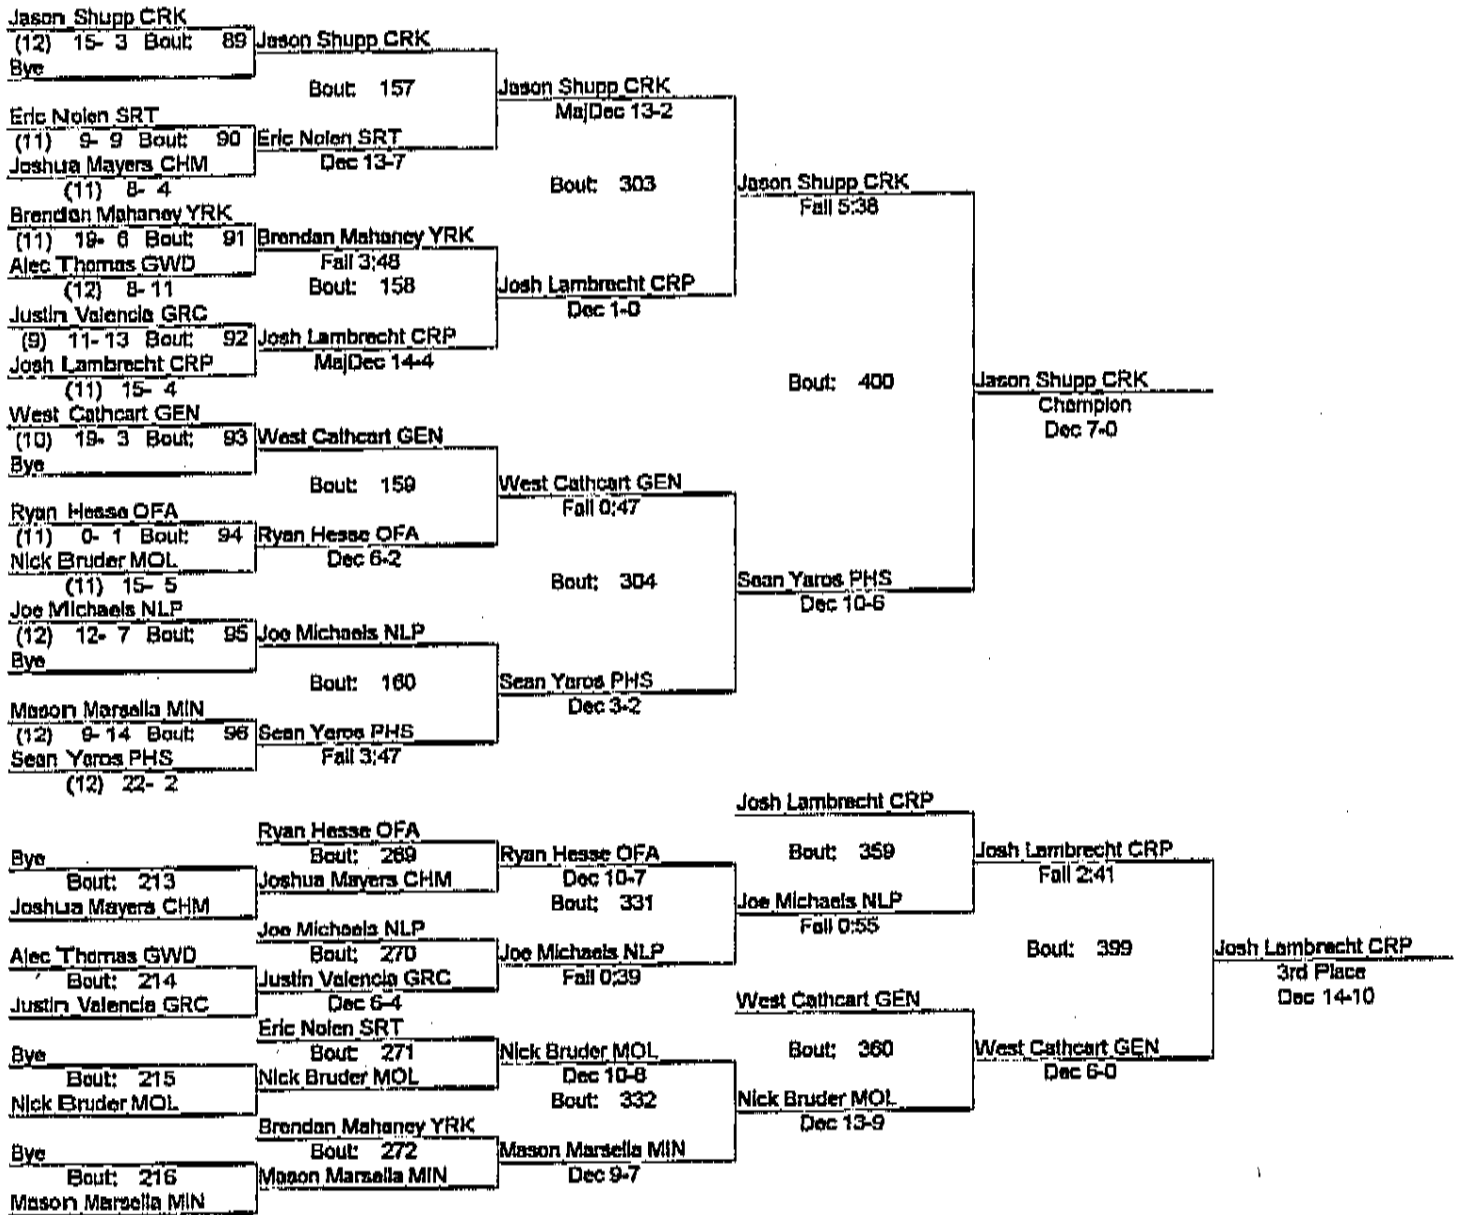 Jason Shupp CRK
(12) 15- 3 Bout: 89
Bye
Jason Shupp CRK
Bout: 157
Eric Nolen SRT
(11) 9- 9 Bout: 90
Joshua Mayers CHM
(11) 8- 4
Eric Nolen SRT
Dec 13-7
Jason Shupp CRK
MajDec 13-2
Bout: 303
Brendan Mahaney YRK
(11) 19- 6 Bout: 91
Alec Thomas GWD
(12) 8-11
Brendan Mahaney YRK
Fall 3:48
Bout: 158
Justin Valencia GRC
(9) 11-13 Bout: 92
Josh Lambrecht CRP
(11) 15- 4
Josh Lambrecht CRP
MajDec 14-4
Josh Lambrecht CRP
Dec 1-0
Jason Shupp CRK
Fall 5:38
Bout: 400
West Cathcart GEN
(10) 19- 3 Bout: 93
Bye
West Cathcart GEN
Bout: 159
Ryan Hesse OFA
(11) 0- 1 Bout: 94
Nick Bruder MOL
(11) 15- 5
Ryan Hesse OFA
Dec 6-2
West Cathcart GEN
Fall 0:47
Bout: 304
Joe Michaels NLP
(12) 12- 7 Bout: 95
Bye
Joe Michaels NLP
Bout: 160
Mason Marsella MIN
(12) 9-14 Bout: 96
Sean Yaros PHS
(12) 22- 2
Sean Yaros PHS
Fall 3:47
Sean Yaros PHS
Dec 3-2
Sean Yaros PHS
Dec 10-6
Jason Shupp CRK
Champion
Dec 7-0
Bye
Bout: 213
Joshua Mayers CHM
Ryan Hesse OFA
Bout: 269
Joshua Mayers CHM
Ryan Hesse OFA
Dec 10-7
Bout: 331
Alec Thomas GWD
Bout: 214
Justin Valencia GRC
Joe Michaels NLP
Bout: 270
Justin Valencia GRC
Dec 6-4
Joe Michaels NLP
Fall 0:39
Josh Lambrecht CRP
Bout: 359
Joe Michaels NLP
Fall 0:55
Josh Lambrecht CRP
Fall 2:41
Bout: 399
Bye
Bout: 215
Nick Bruder MOL
Eric Nolen SRT
Bout: 271
Nick Bruder MOL
Nick Bruder MOL
Dec 10-8
Bout: 332
Bye
Bout: 216
Mason Marsella MIN
Brendan Mahaney YRK
Bout: 272
Mason Marsella MIN
Mason Marsella MIN
Dec 9-7
West Cathcart GEN
Bout: 360
Nick Bruder MOL
Dec 13-9
West Cathcart GEN
Dec 6-0
Josh Lambrecht CRP
3rd Place
Dec 14-10